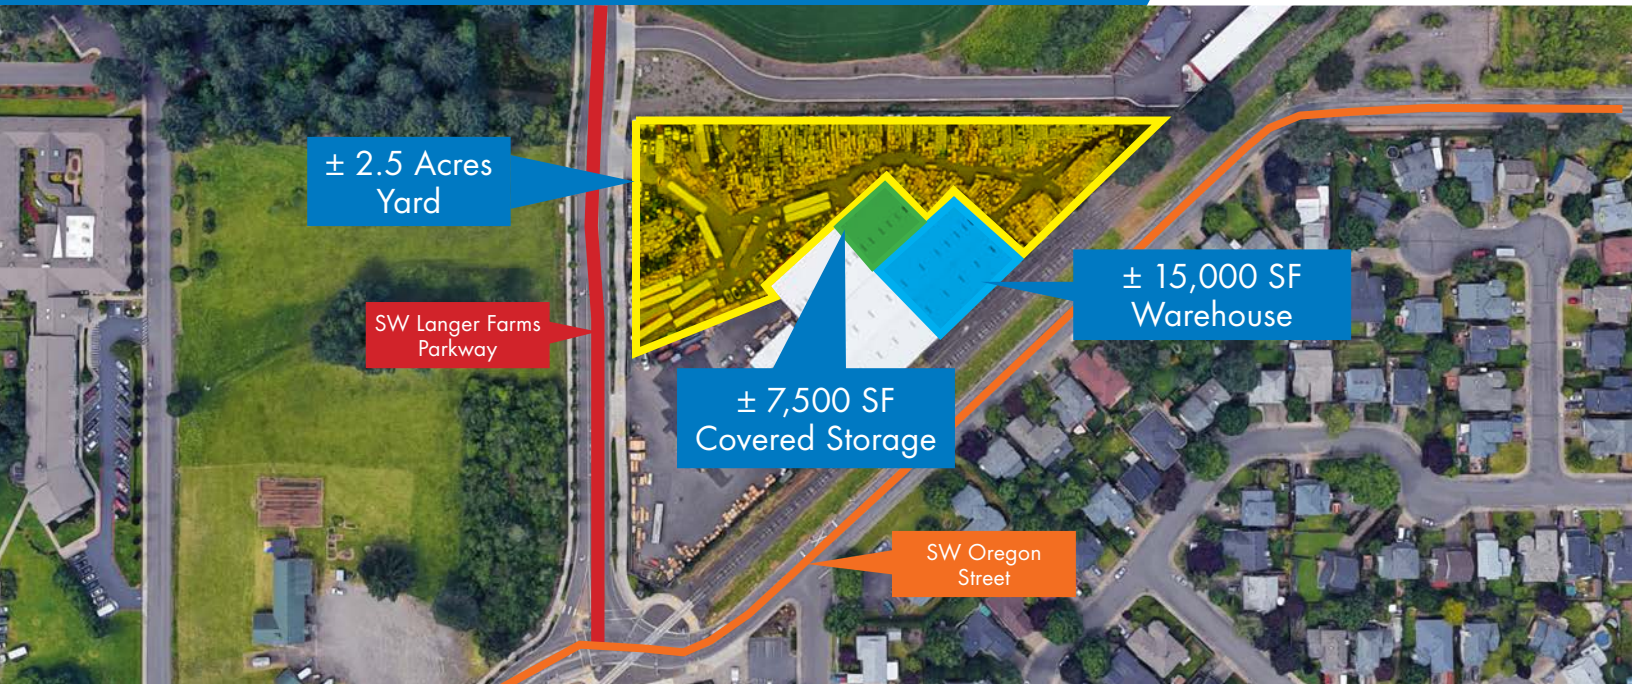 ± 2.5 Acres
Yard
± 15,000 SF
Warehouse
SW Langer Farms
Parkway
± 7,500 SF
Covered Storage
SW Oregon
Street